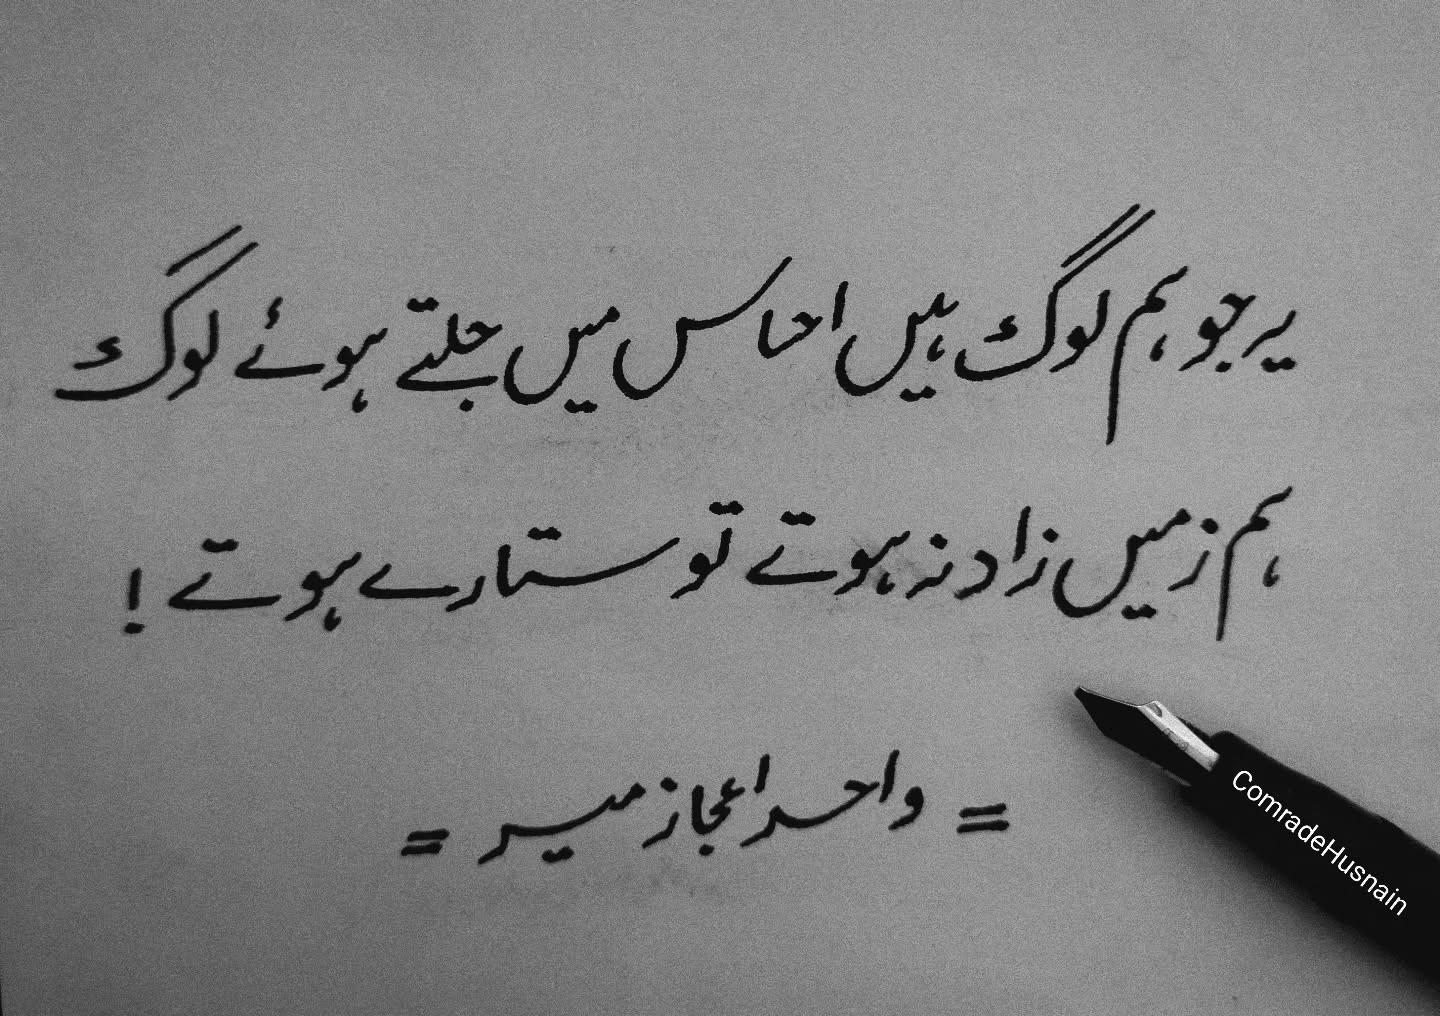 یہ جو ہم لوگ ہیں احساس میں جلتے ہوئے لوگ
ہم زمیں زاد نہ ہوتے تو ستارے ہوتے !
= واحد اعجاز میر =
ComradeHusnain